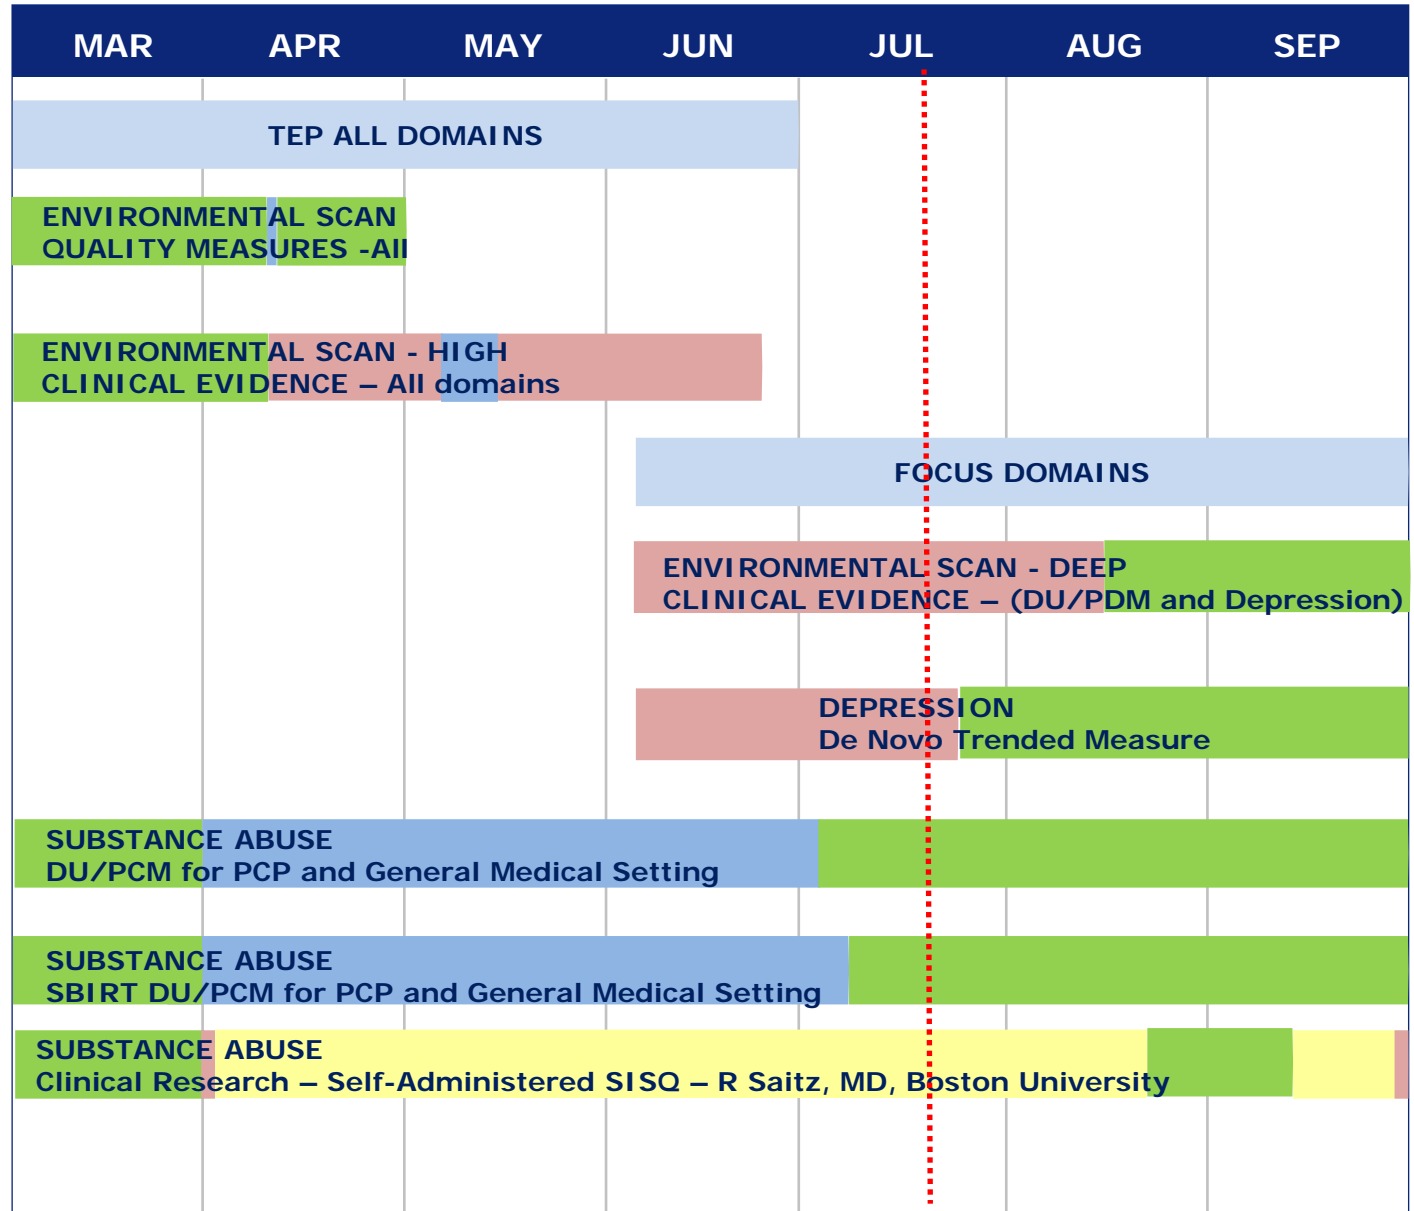 MAR APR MAY JUN JUL AUG SEP
TEP ALL DOMAINS
ENVIRONMENTAL SCAN
QUALITY MEASURES -All
ENVIRONMENTAL SCAN - HIGH
CLINICAL EVIDENCE – All domains
FOCUS DOMAINS
ENVIRONMENTAL SCAN - DEEP
CLINICAL EVIDENCE – (DU/PDM and Depression)
DEPRESSION
De Novo Trended Measure
SUBSTANCE ABUSE
DU/PCM for PCP and General Medical Setting
SUBSTANCE ABUSE
SBIRT DU/PCM for PCP and General Medical Setting
SUBSTANCE ABUSE
Clinical Research – Self-Administered SISQ – R Saitz, MD, Boston University